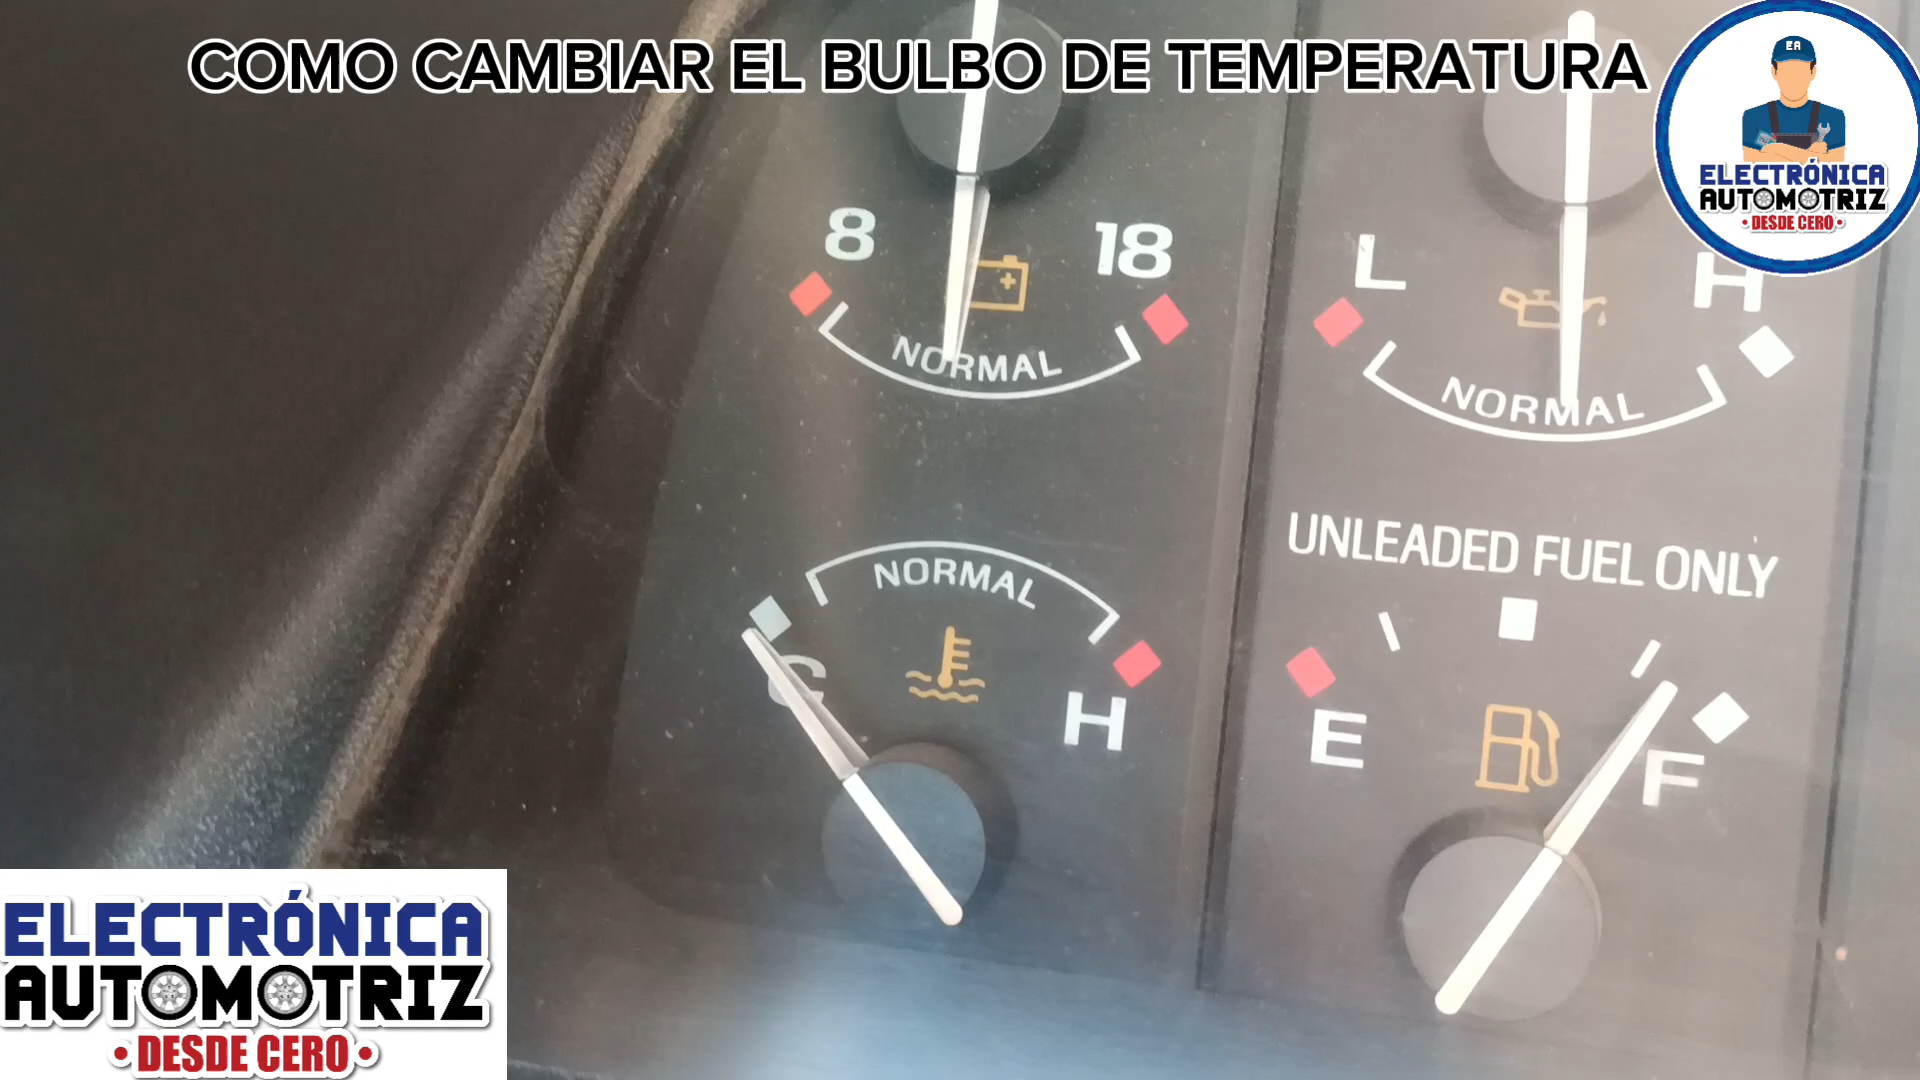 COMO CAMBIAR EL BULBO DE TEMPERATURA
EA
ELECTRÓNICA
AUTOMOTRIZ
• DESDE CERO •
8
18
NORMAL
L
H
NORMAL
UNLEADED FUEL ONLY
NORMAL
C
H
E
F
ELECTRÓNICA
AUTOMOTRIZ
• DESDE CERO •